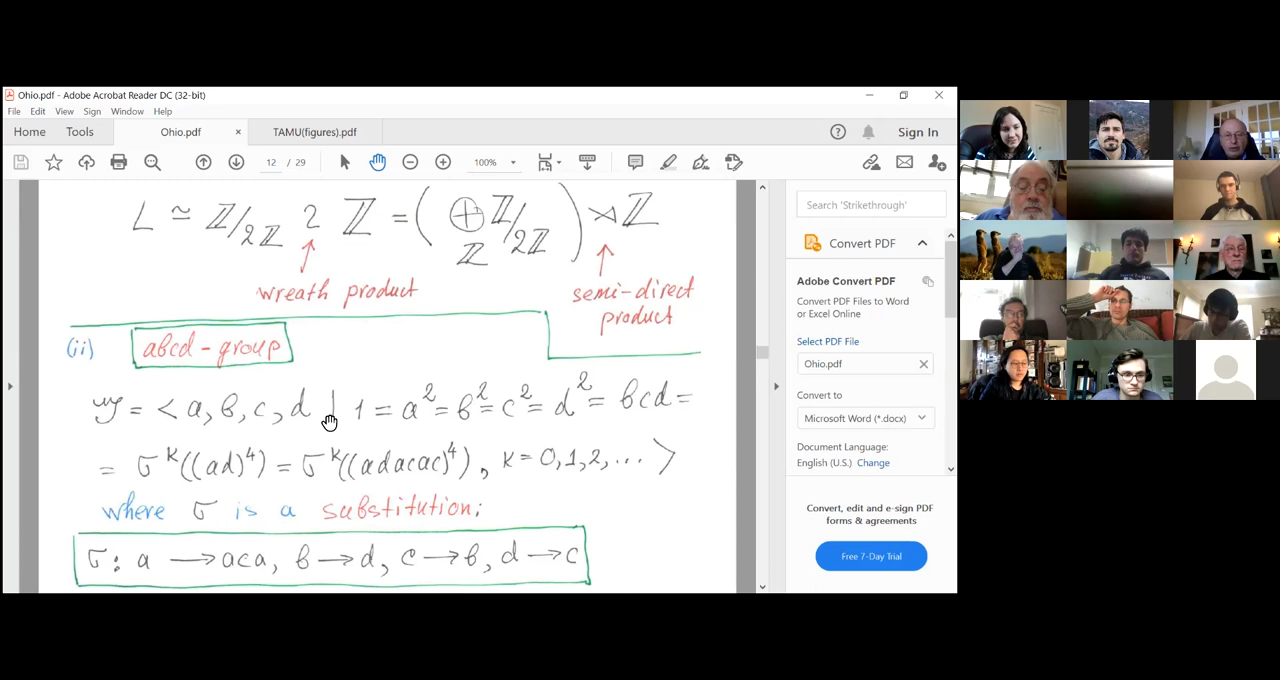 Ohio.pdf - Adobe Acrobat Reader DC (32-bit)
File Edit View Sign Window Help
Home Tools Ohio.pdf × TAMU(figures).pdf Sign In
12 / 29 100%
L ≃ ℤ/2ℤ ≀ ℤ = ( ⊕_ℤ ℤ/2ℤ ) ⋊ ℤ
wreath product
semi-direct
product
(ii) abcd - group
𝒢 = < a, b, c, d | 1 = a² = b² = c² = d² = bcd =
= σᵏ((ad)⁴) = σᵏ((adacac)⁴), k = 0,1,2, ... >
where σ is a substitution:
σ: a → aca, b → d, c → b, d → c
Search 'Strikethrough'
Convert PDF
Adobe Convert PDF
Convert PDF Files to Word
or Excel Online
Select PDF File
Ohio.pdf
Convert to
Microsoft Word (*.docx)
Document Language:
English (U.S.) Change
Convert, edit and e-sign PDF
forms & agreements
Free 7-Day Trial